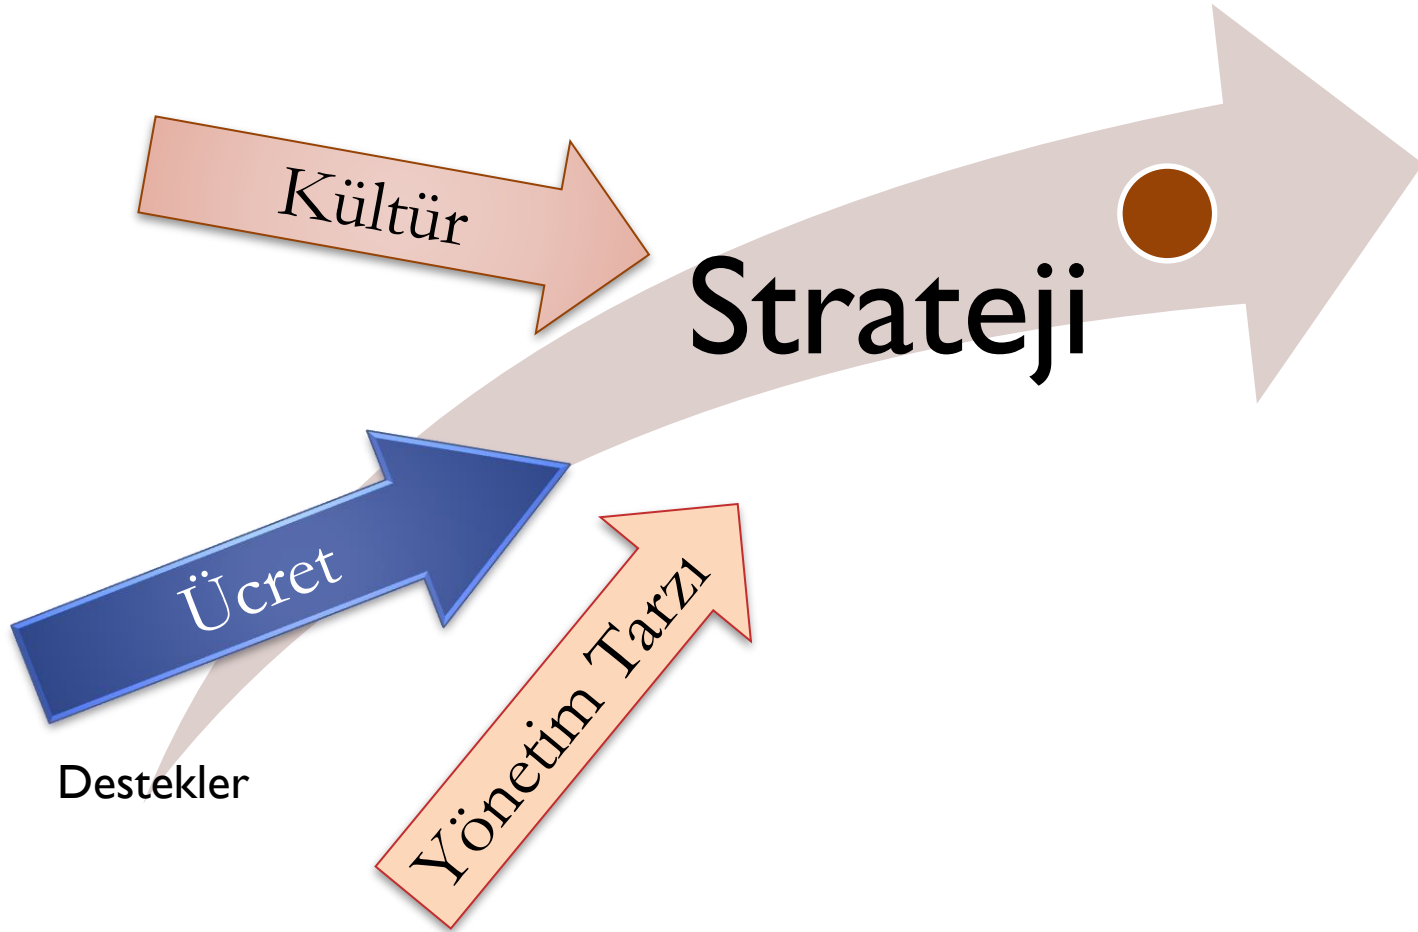 Kültür
Strateji
Ücret
Yönetim Tarzı
Destekler